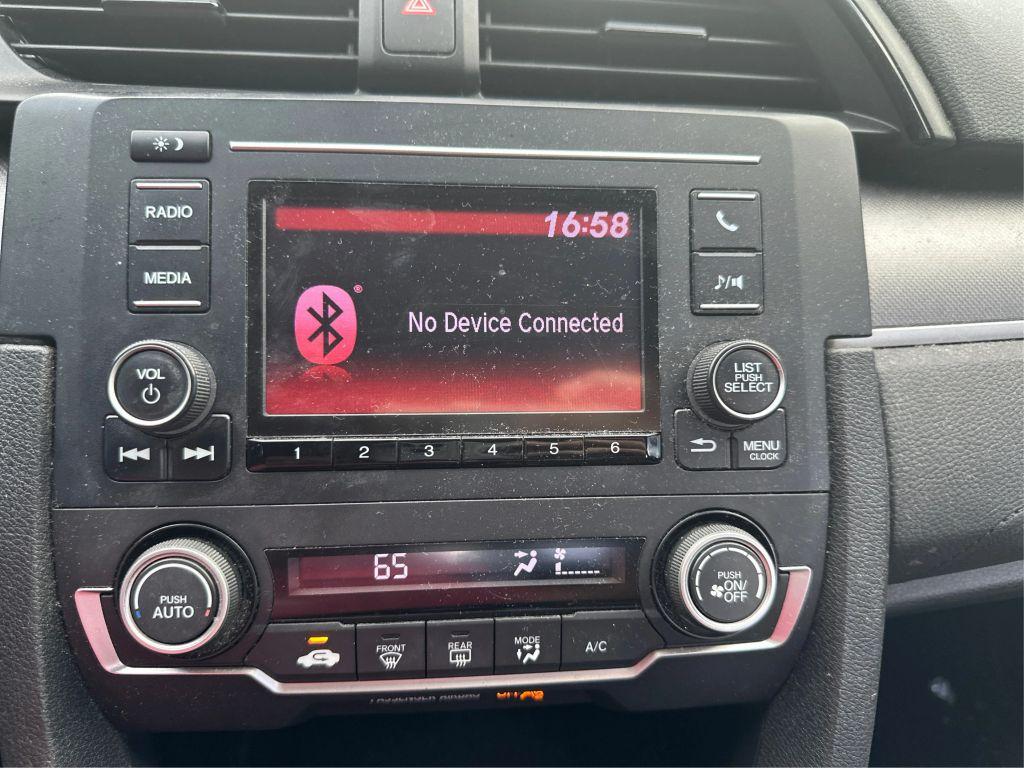 RADIO
16:58
MEDIA
®
No Device Connected
VOL
LIST
PUSH
SELECT
1 2 3 4 5 6
MENU
CLOCK
65
PUSH
AUTO
PUSH
ON/
OFF
FRONT
REAR
MODE
A/C